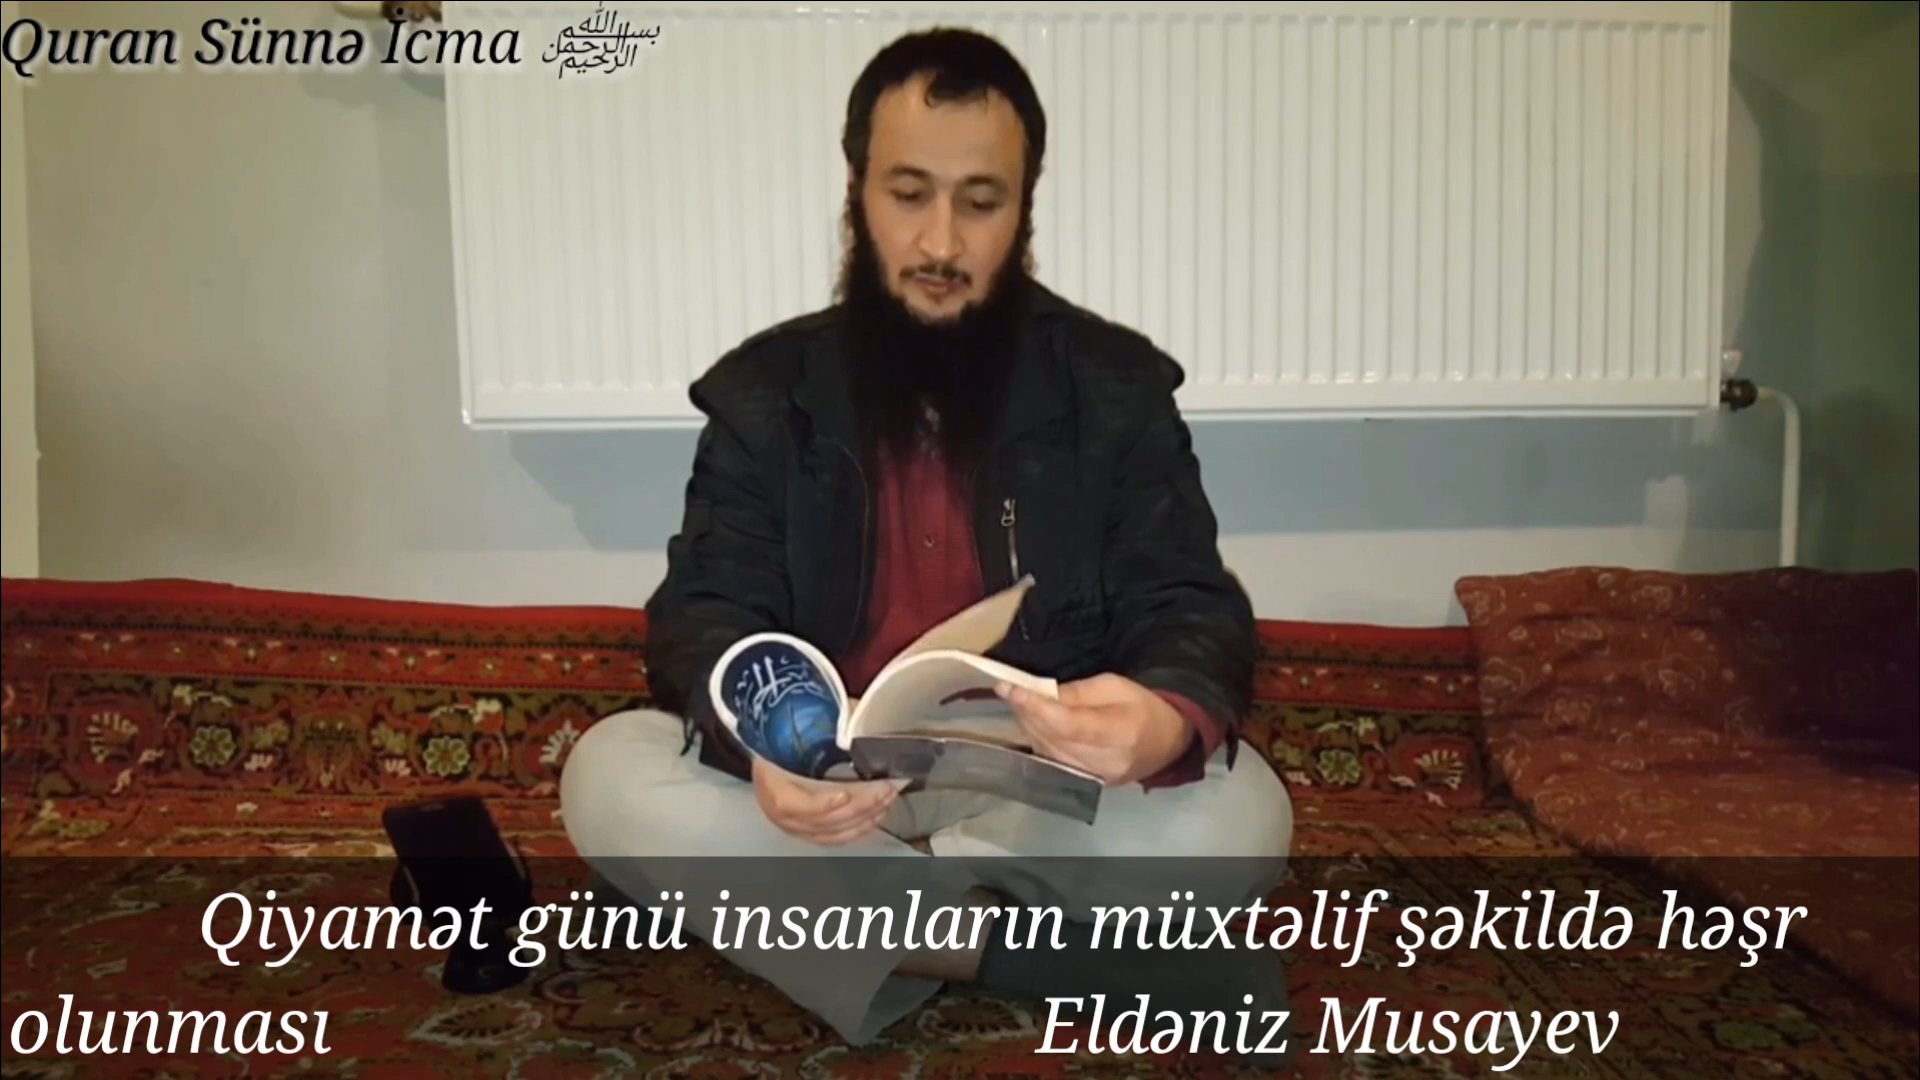 Quran Sünnə İcma ﷽
Qiyamət günü insanların müxtəlif şəkildə həşr
olunması Eldəniz Musayev